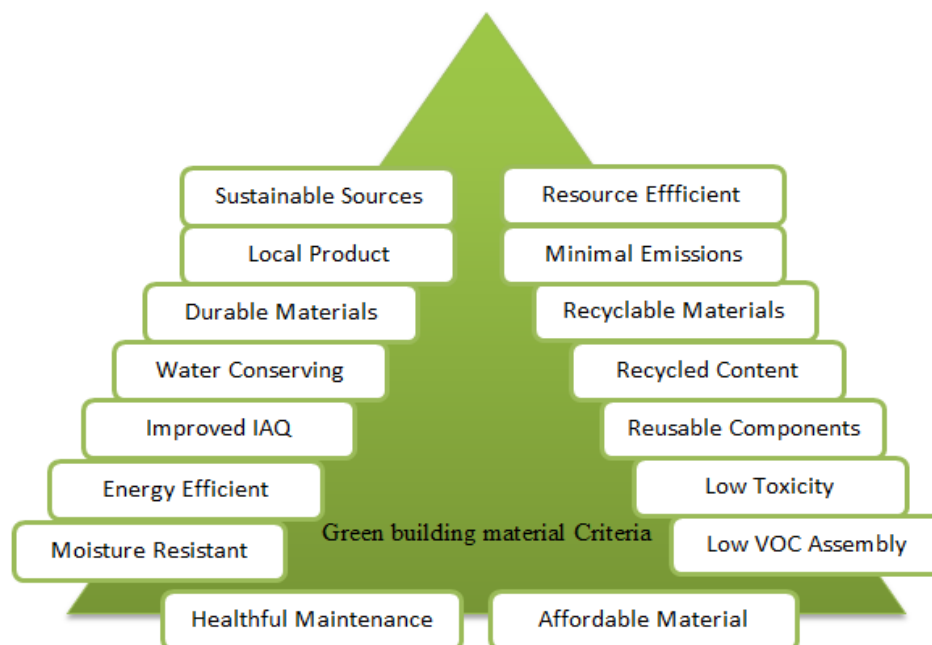 Sustainable Sources
Resource Effficient
Local Product
Minimal Emissions
Durable Materials
Recyclable Materials
Water Conserving
Recycled Content
Improved IAQ
Reusable Components
Energy Efficient
Low Toxicity
Green building material Criteria
Moisture Resistant
Low VOC Assembly
Healthful Maintenance
Affordable Material